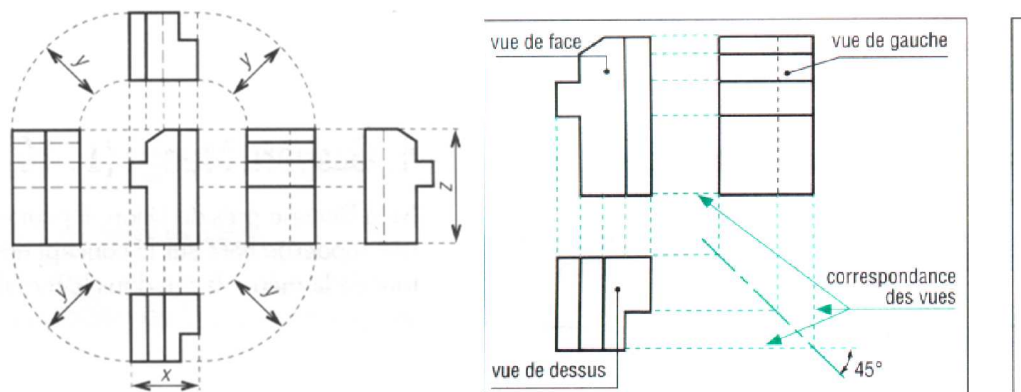 y
y
z
y
y
x
vue de face
vue de gauche
correspondance
des vues
vue de dessus
45°